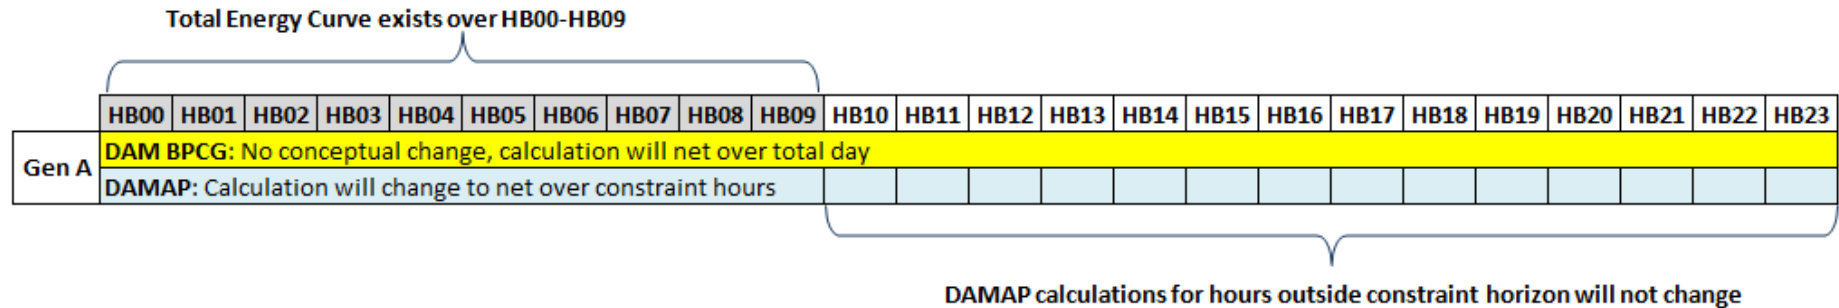 Total Energy Curve exists over HB00-HB09
HB00 HB01 HB02 HB03 HB04 HB05 HB06 HB07 HB08 HB09 HB10 HB11 HB12 HB13 HB14 HB15 HB16 HB17 HB18 HB19 HB20 HB21 HB22 HB23
Gen A
DAM BPCG: No conceptual change, calculation will net over total day
DAMAP: Calculation will change to net over constraint hours
DAMAP calculations for hours outside constraint horizon will not change